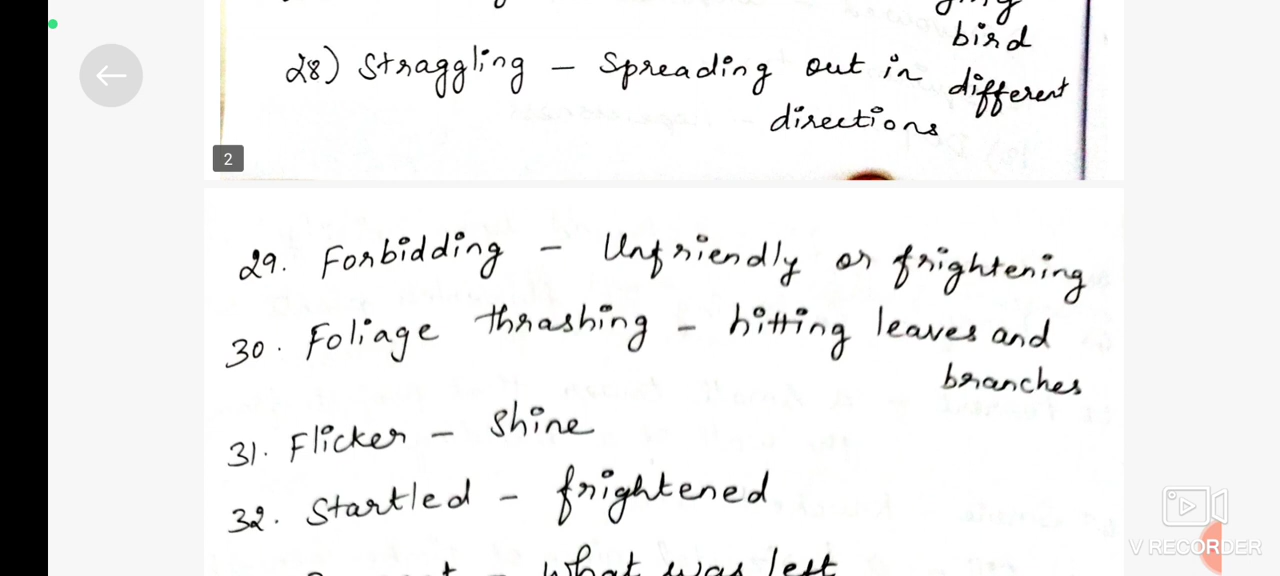 bird
28) Straggling – Spreading out in different
directions
2
29. Forbidding – Unfriendly or frightening
30. Foliage thrashing – hitting leaves and
branches
31. Flicker – Shine
32. Startled – frightened
– What was left
V RECORDER